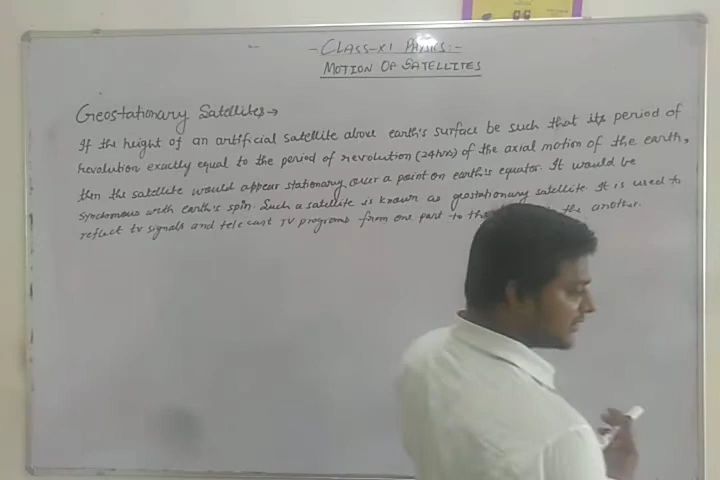 - CLASS-XI PHYSICS:-
MOTION OF SATELLITES
Geostationary Satellites →
If the height of an artificial satellite above earth's surface be such that its period of
revolution exactly equal to the period of revolution (24hrs) of the axial motion of the earth,
then the satellite would appear stationary over a point on earth's equator. It would be
synchronous with earth's spin. Such a satellite is known as geostationary satellite It is used to
reflect tv signals and tele cast TV programs from one part to the the another.